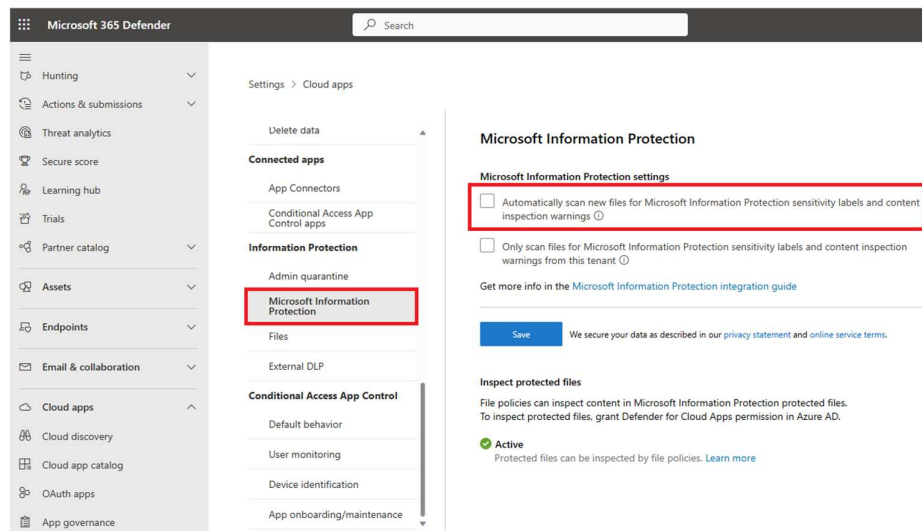 Microsoft 365 Defender
Search
Hunting
Actions & submissions
Threat analytics
Secure score
Learning hub
Trials
Partner catalog
Assets
Endpoints
Email & collaboration
Cloud apps
Cloud discovery
Cloud app catalog
OAuth apps
App governance
Settings > Cloud apps
Delete data
Connected apps
App Connectors
Conditional Access App
Control apps
Information Protection
Admin quarantine
Microsoft Information
Protection
Files
External DLP
Conditional Access App Control
Default behavior
User monitoring
Device identification
App onboarding/maintenance
Microsoft Information Protection
Microsoft Information Protection settings
Automatically scan new files for Microsoft Information Protection sensitivity labels and content
inspection warnings
Only scan files for Microsoft Information Protection sensitivity labels and content inspection
warnings from this tenant
Get more info in the Microsoft Information Protection integration guide
Save
We secure your data as described in our privacy statement and online service terms.
Inspect protected files
File policies can inspect content in Microsoft Information Protection protected files.
To inspect protected files, grant Defender for Cloud Apps permission in Azure AD.
Active
Protected files can be inspected by file policies. Learn more